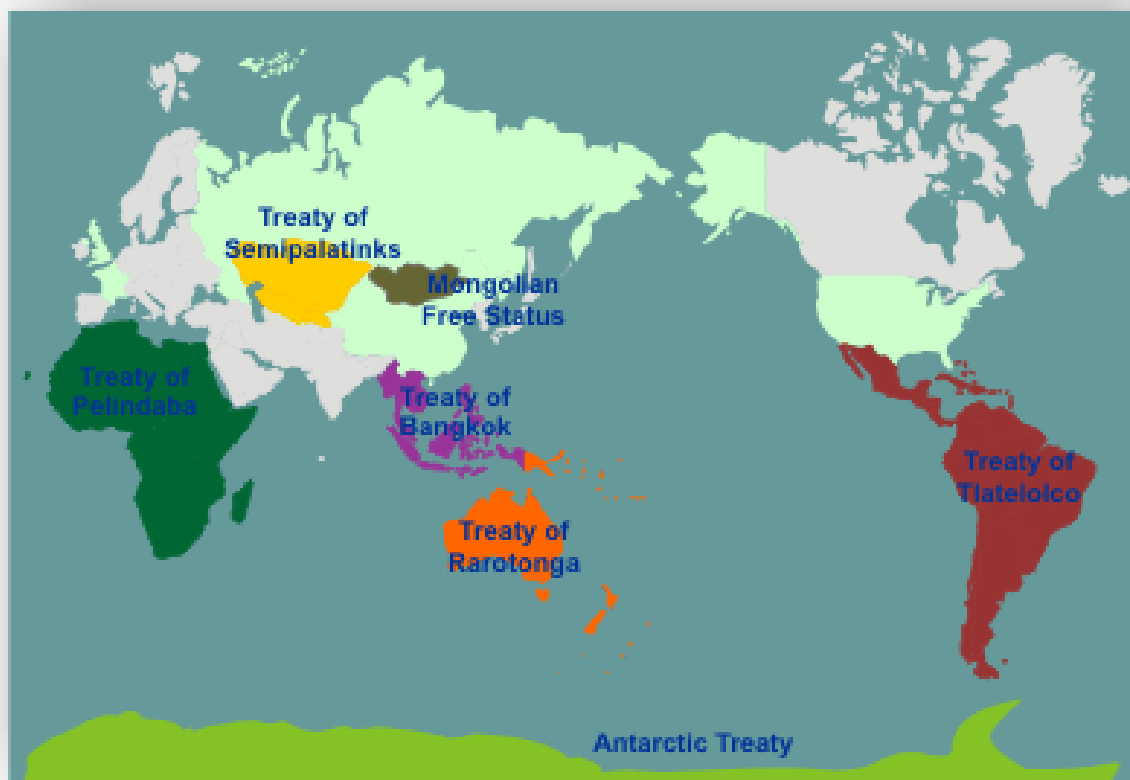 Treaty of
Semipalatinks
Mongolian
Free Status
Treaty of
Pelindaba
Treaty of
Bangkok
Treaty of
Tlatelolco
Treaty of
Rarotonga
Antarctic Treaty